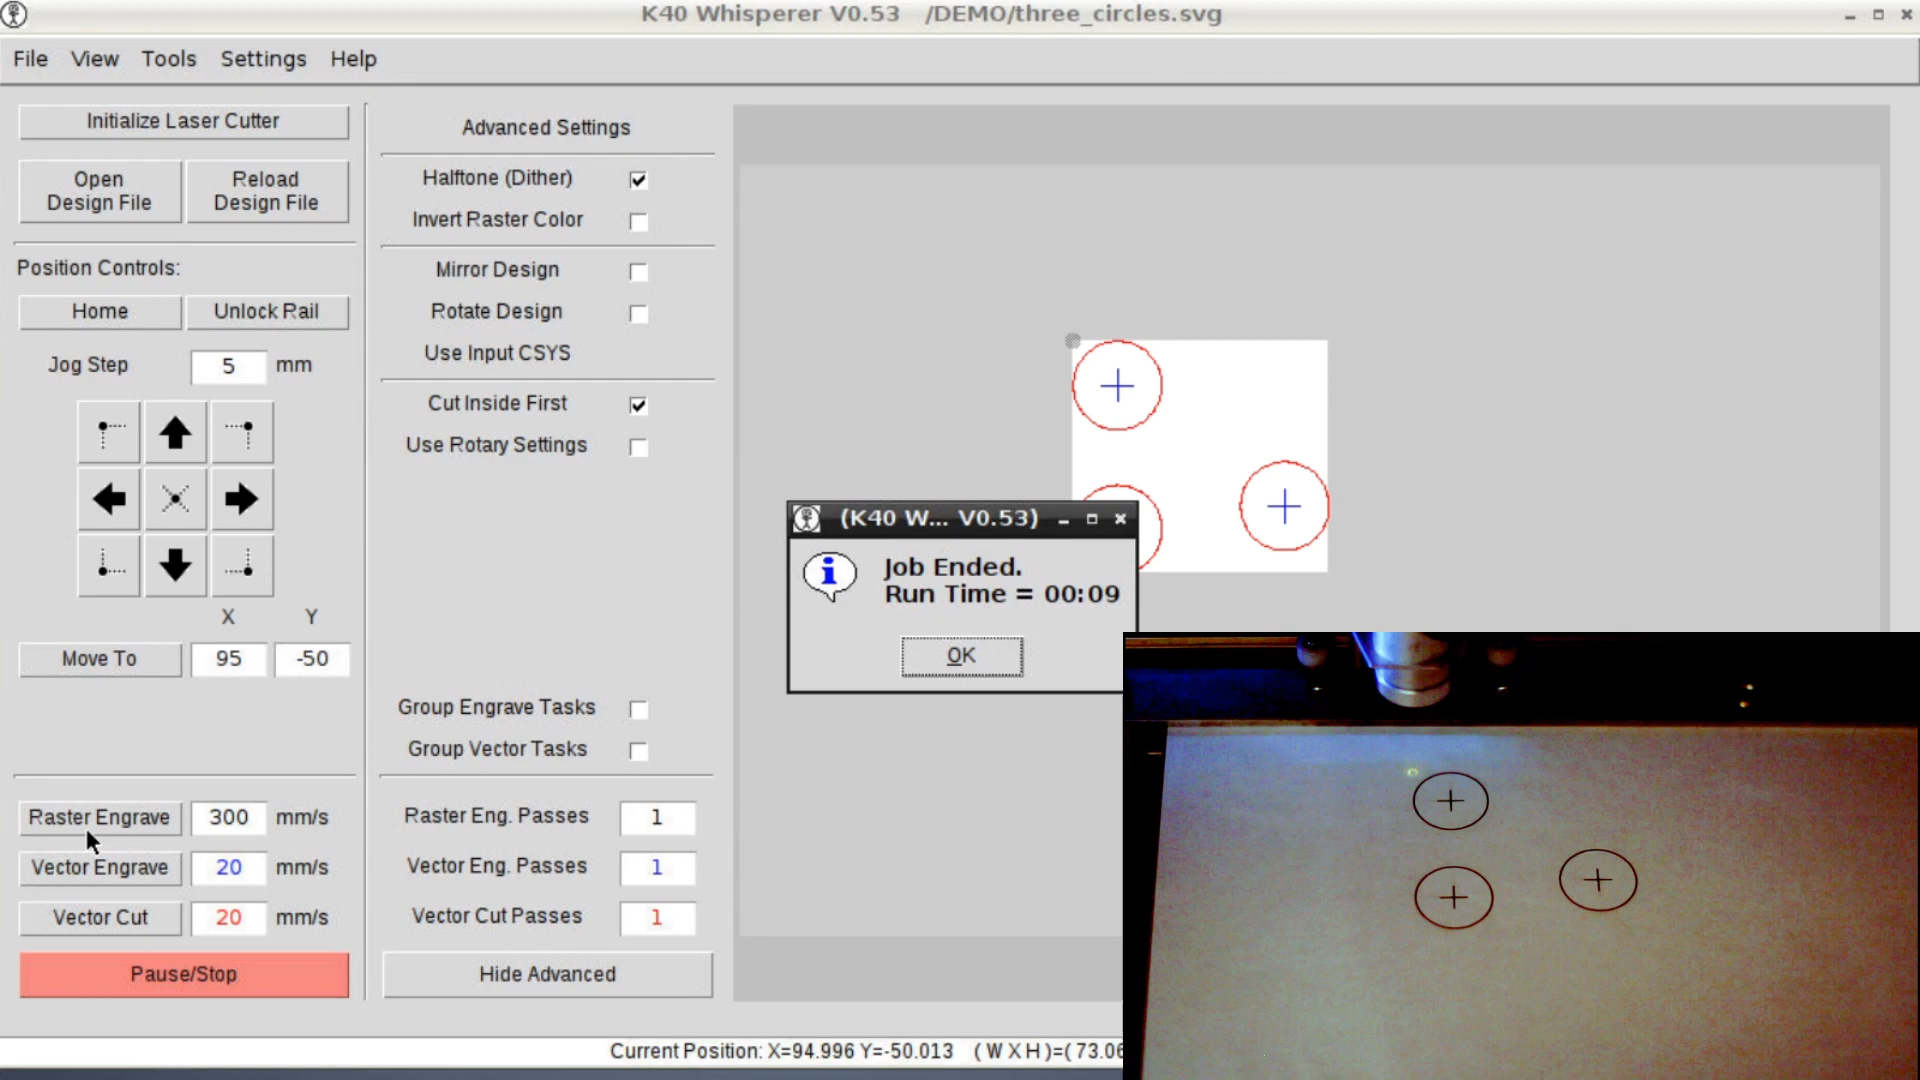 K40 Whisperer V0.53 /DEMO/three_circles.svg
File View Tools Settings Help
Initialize Laser Cutter
Open
Design File
Reload
Design File
Position Controls:
Home
Unlock Rail
Jog Step 5 mm
X Y
Move To 95 -50
Raster Engrave 300 mm/s
Vector Engrave 20 mm/s
Vector Cut 20 mm/s
Pause/Stop
Advanced Settings
Halftone (Dither)
Invert Raster Color
Mirror Design
Rotate Design
Use Input CSYS
Cut Inside First
Use Rotary Settings
Group Engrave Tasks
Group Vector Tasks
Raster Eng. Passes 1
Vector Eng. Passes 1
Vector Cut Passes 1
Hide Advanced
(K40 W... V0.53)
Job Ended.
Run Time = 00:09
OK
Current Position: X=94.996 Y=-50.013 ( W X H )=( 73.06